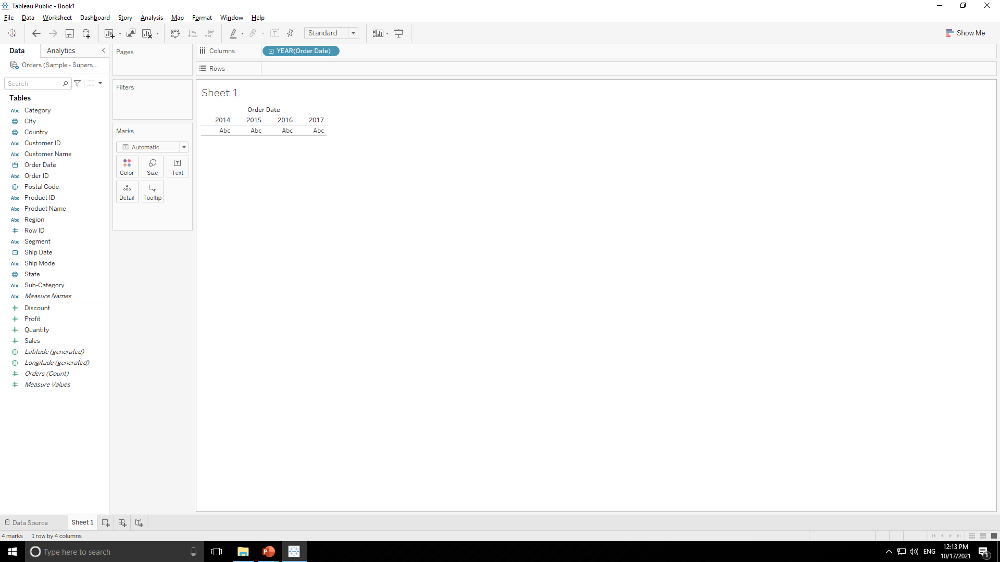 Tableau Public - Book1
File Data Worksheet Dashboard Story Analysis Map Format Window Help
Standard
Show Me
Data Analytics
Orders (Sample - Supers...
Search
Tables
Abc Category
City
Country
Abc Customer ID
Abc Customer Name
Order Date
Abc Order ID
Postal Code
Abc Product ID
Abc Product Name
Abc Region
Row ID
Abc Segment
Ship Date
Abc Ship Mode
State
Abc Sub-Category
Abc Measure Names
Discount
Profit
Quantity
Sales
Latitude (generated)
Longitude (generated)
Orders (Count)
Measure Values
Pages
Filters
Marks
Automatic
Color Size Text
Detail Tooltip
Columns YEAR(Order Date)
Rows
Sheet 1
Order Date
2014 2015 2016 2017
Abc Abc Abc Abc
Data Source Sheet 1
4 marks 1 row by 4 columns
Type here to search
ENG
12:13 PM
10/17/2021
1